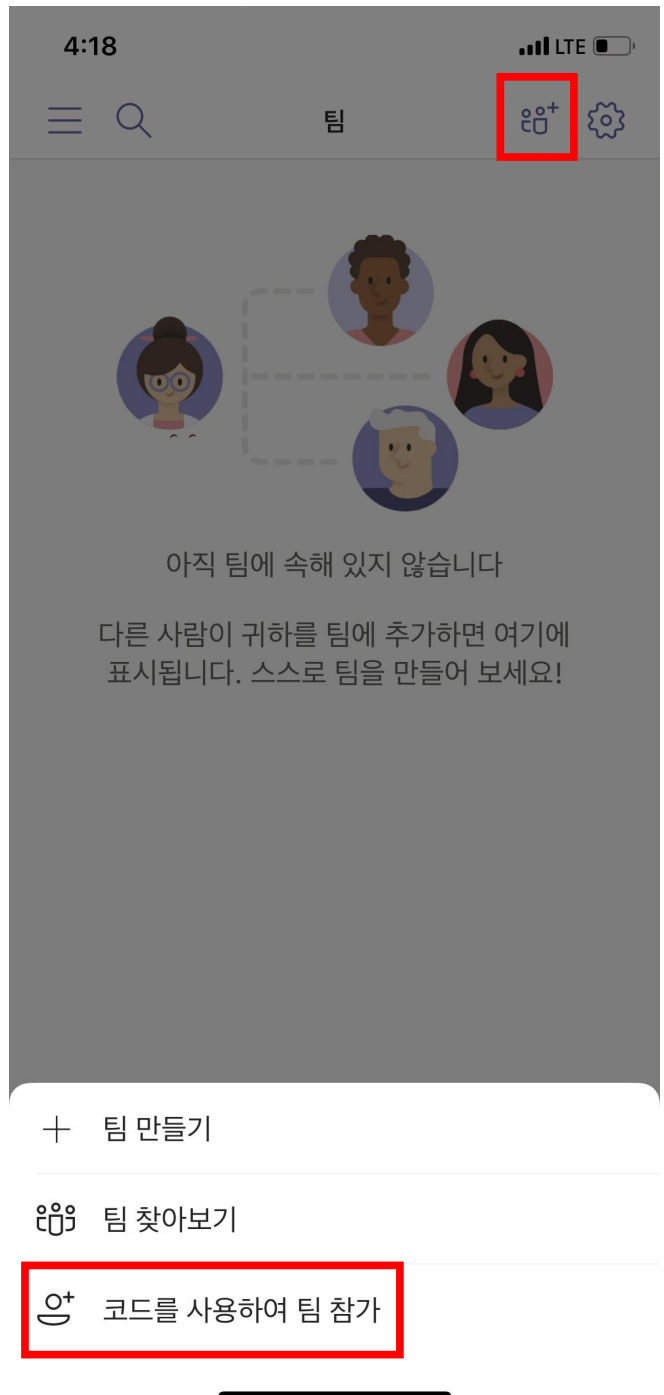 4:18
LTE
팀
아직 팀에 속해 있지 않습니다
다른 사람이 귀하를 팀에 추가하면 여기에
표시됩니다. 스스로 팀을 만들어 보세요!
팀 만들기
팀 찾아보기
코드를 사용하여 팀 참가